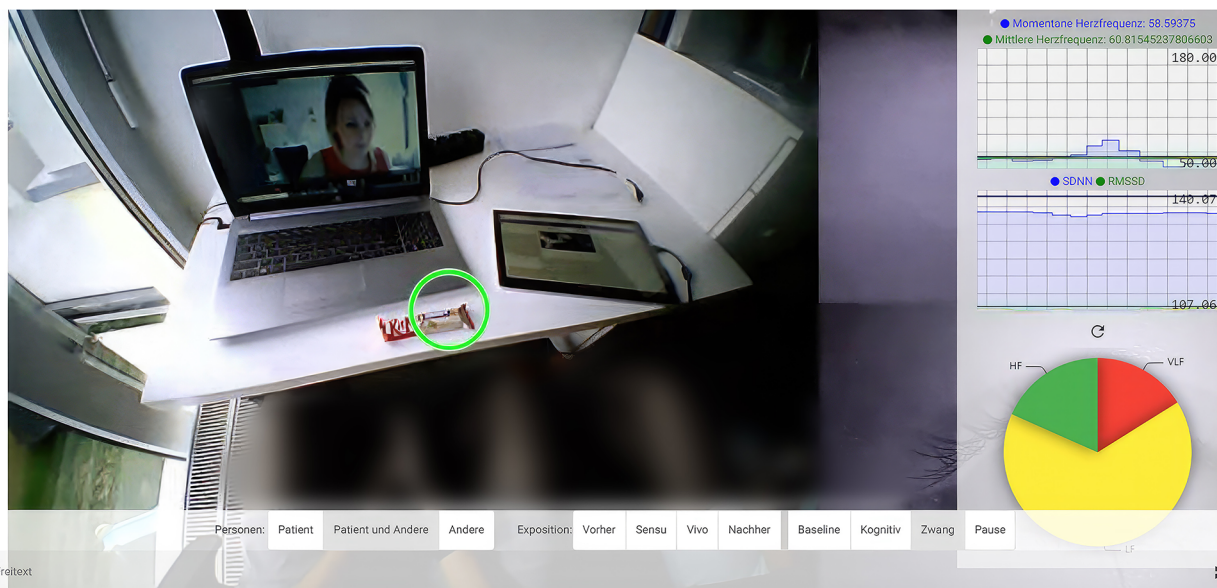 Momentane Herzfrequenz: 58.59375
Mittlere Herzfrequenz: 60.81545237806603
180.00
50.00
SDNN RMSSD
140.07
107.06
HF
VLF
LF
Personen: Patient Patient und Andere Andere Exposition: Vorher Sensu Vivo Nachher Baseline Kognitiv Zwang Pause
reitext